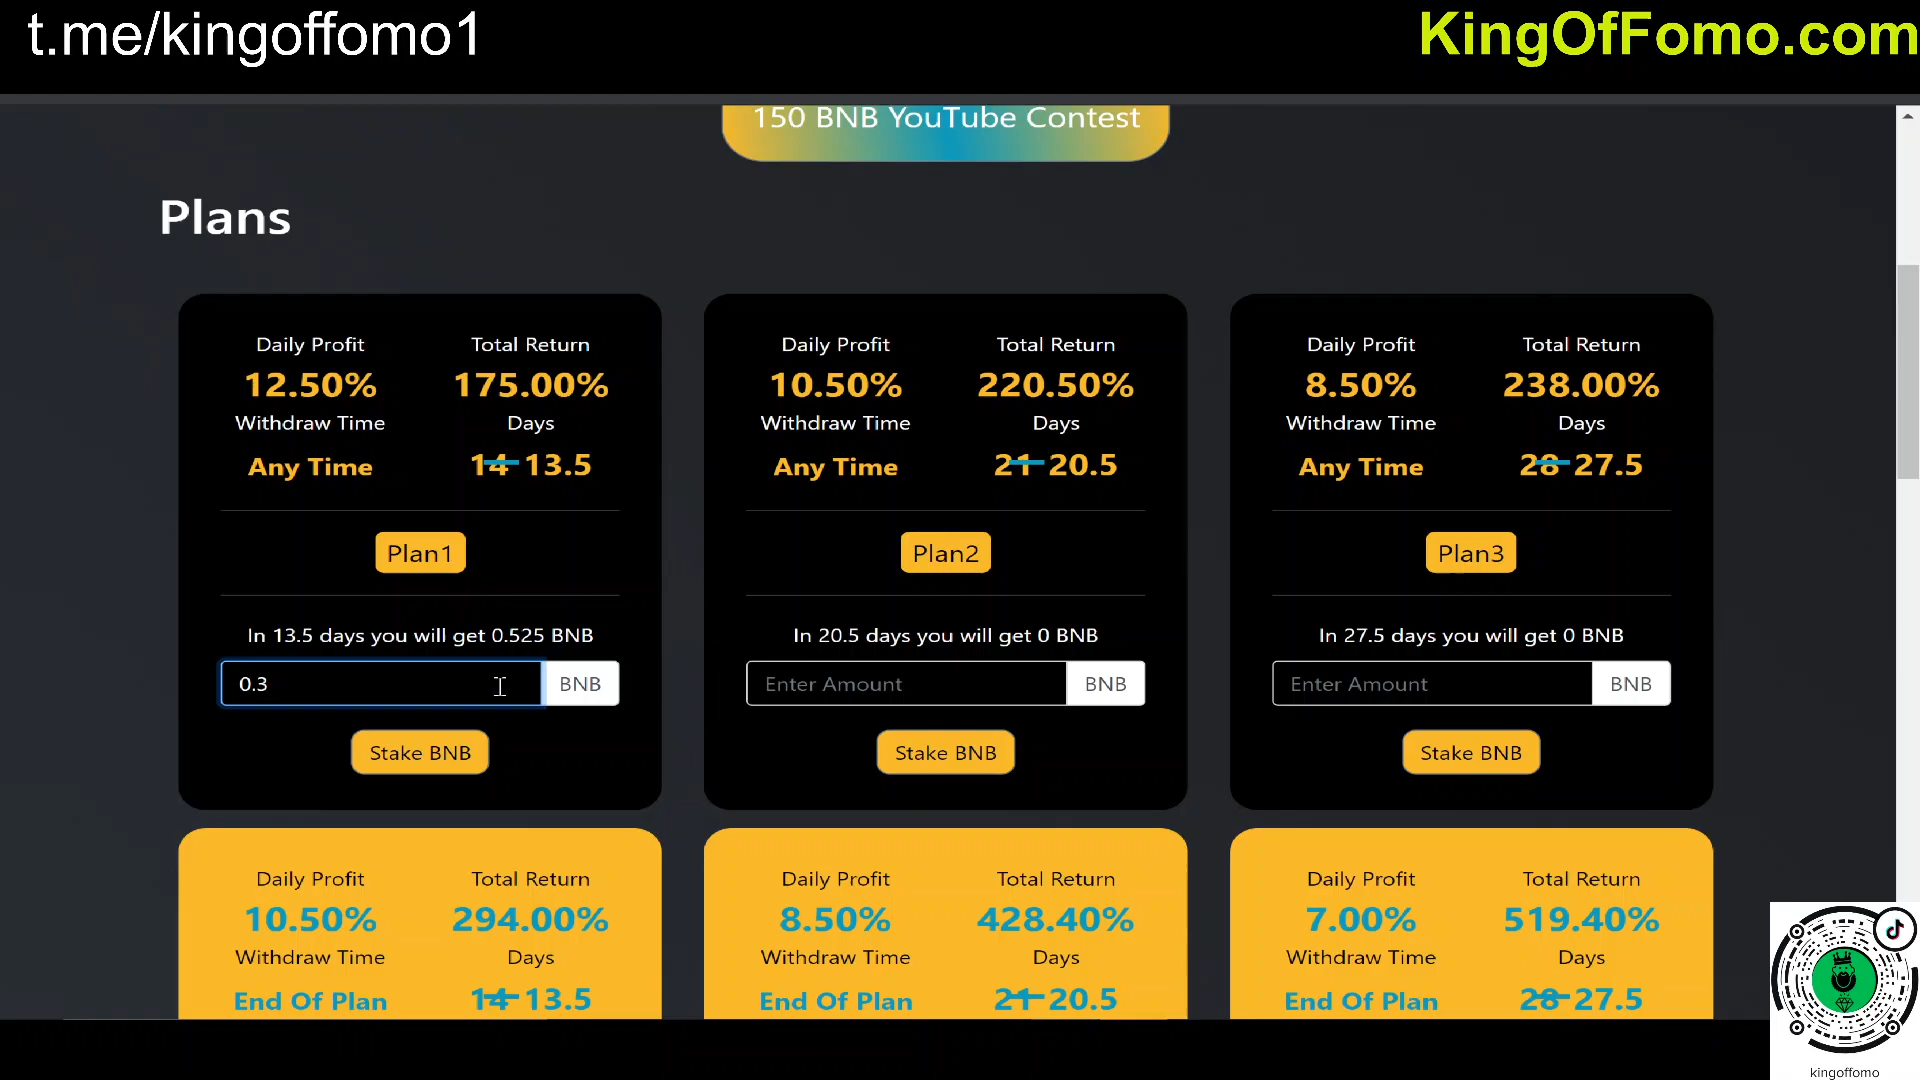 t.me/kingoffomo1
KingOfFomo.com
150 BNB YouTube Contest
Plans
Daily Profit Total Return
12.50% 175.00%
Withdraw Time Days
Any Time 14 13.5
Plan1
In 13.5 days you will get 0.525 BNB
0.3 BNB
Stake BNB
Daily Profit Total Return
10.50% 220.50%
Withdraw Time Days
Any Time 21 20.5
Plan2
In 20.5 days you will get 0 BNB
Enter Amount BNB
Stake BNB
Daily Profit Total Return
8.50% 238.00%
Withdraw Time Days
Any Time 28 27.5
Plan3
In 27.5 days you will get 0 BNB
Enter Amount BNB
Stake BNB
Daily Profit Total Return
10.50% 294.00%
Withdraw Time Days
End Of Plan 14 13.5
Daily Profit Total Return
8.50% 428.40%
Withdraw Time Days
End Of Plan 21 20.5
Daily Profit Total Return
7.00% 519.40%
Withdraw Time Days
End Of Plan 28 27.5
kingoffomo